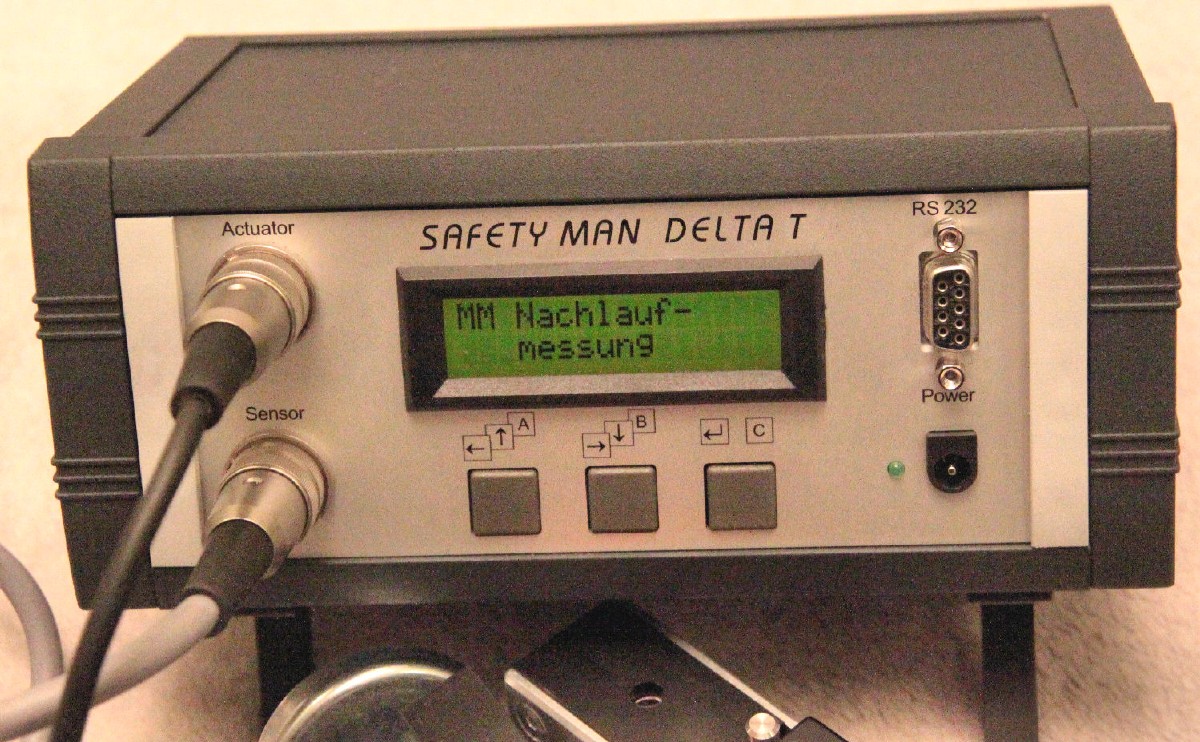 SAFETY MAN DELTA T
Actuator
RS 232
MM Nachlauf-
messung
Sensor
Power
← ↑ A
→ ↓ B
↵ C